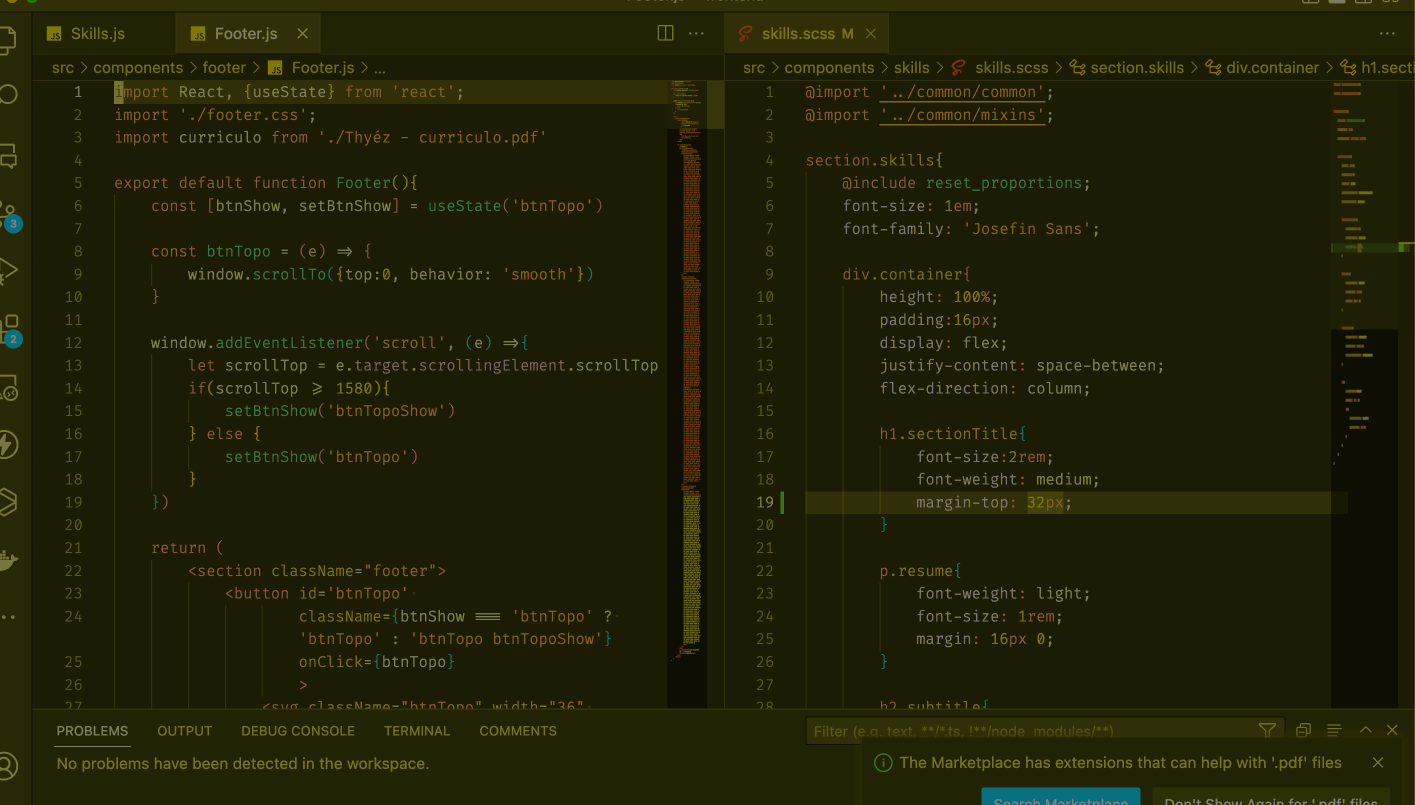 Skills.js
Footer.js
skills.scss M
src > components > footer > Footer.js > ...
1 import React, {useState} from 'react';
2 import './footer.css';
3 import curriculo from './Thyéz - curriculo.pdf'
4
5 export default function Footer(){
6 const [btnShow, setBtnShow] = useState('btnTopo')
7
8 const btnTopo = (e) => {
9 window.scrollTo({top:0, behavior: 'smooth'})
10 }
11
12 window.addEventListener('scroll', (e) =>{
13 let scrollTop = e.target.scrollingElement.scrollTop
14 if(scrollTop >= 1580){
15 setBtnShow('btnTopoShow')
16 } else {
17 setBtnShow('btnTopo')
18 }
19 })
20
21 return (
22 <section className="footer">
23 <button id='btnTopo'
24 className={btnShow === 'btnTopo' ?
'btnTopo' : 'btnTopo btnTopoShow'}
25 onClick={btnTopo}
26 >
27 <svg className="btnTopo" width="36"
src > components > skills > skills.scss > section.skills > div.container > h1.secti
1 @import '../common/common';
2 @import '../common/mixins';
3
4 section.skills{
5 @include reset_proportions;
6 font-size: 1em;
7 font-family: 'Josefin Sans';
8
9 div.container{
10 height: 100%;
11 padding:16px;
12 display: flex;
13 justify-content: space-between;
14 flex-direction: column;
15
16 h1.sectionTitle{
17 font-size:2rem;
18 font-weight: medium;
19 margin-top: 32px;
20 }
21
22 p.resume{
23 font-weight: light;
24 font-size: 1rem;
25 margin: 16px 0;
26 }
27
28 h2.subtitle{
3
2
PROBLEMS OUTPUT DEBUG CONSOLE TERMINAL COMMENTS
Filter (e.g. text, **/*.ts, !**/node_modules/**)
No problems have been detected in the workspace.
The Marketplace has extensions that can help with '.pdf' files
Search Marketplace
Don't Show Again for '.pdf' files